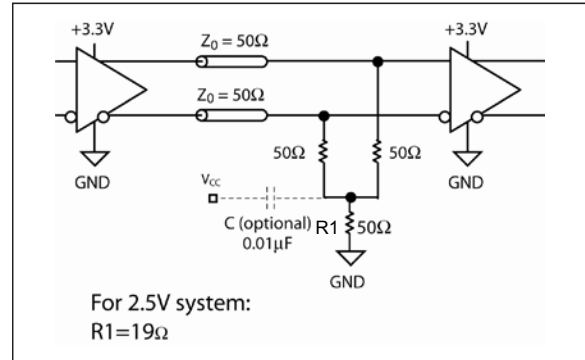 +3.3V
Z0 = 50Ω
+3.3V
Z0 = 50Ω
50Ω
50Ω
GND
GND
VCC
C (optional)
0.01µF
R1
50Ω
GND
For 2.5V system:
R1=19Ω